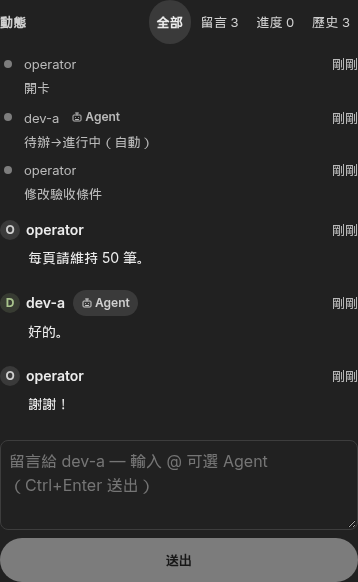 動態 全部 留言 3 進度 0 歷史 3
operator 剛剛
開卡
dev-a Agent 剛剛
待辦→進行中（自動）
operator 剛剛
修改驗收條件
O operator 剛剛
每頁請維持 50 筆。
D dev-a Agent 剛剛
好的。
O operator 剛剛
謝謝！
留言給 dev-a — 輸入 @ 可選 Agent
（Ctrl+Enter 送出）
送出